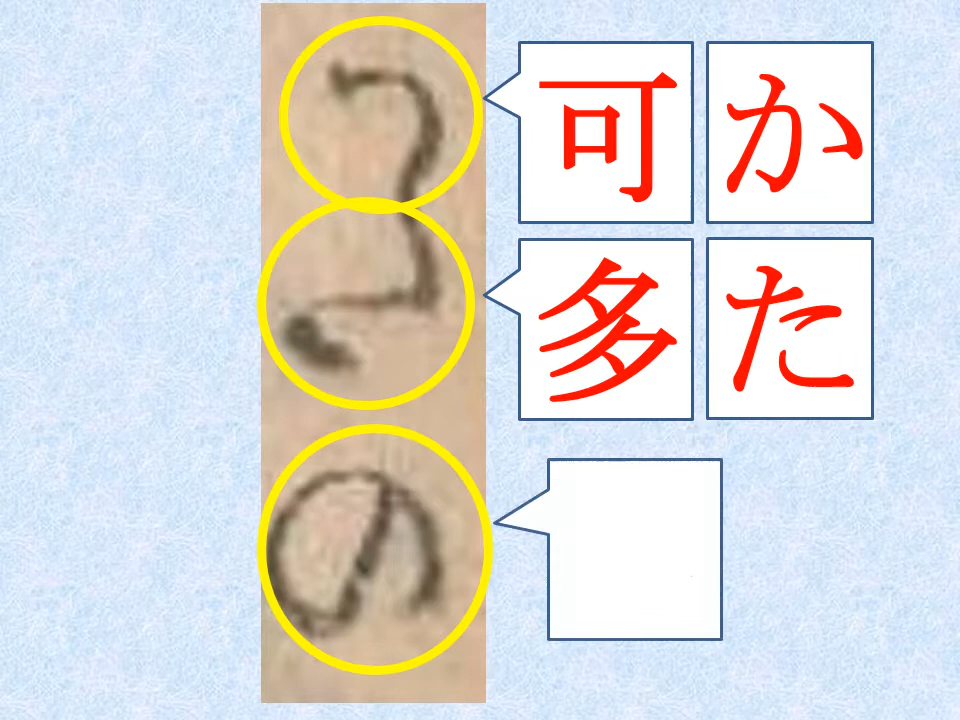 かたの
可 か
多 た